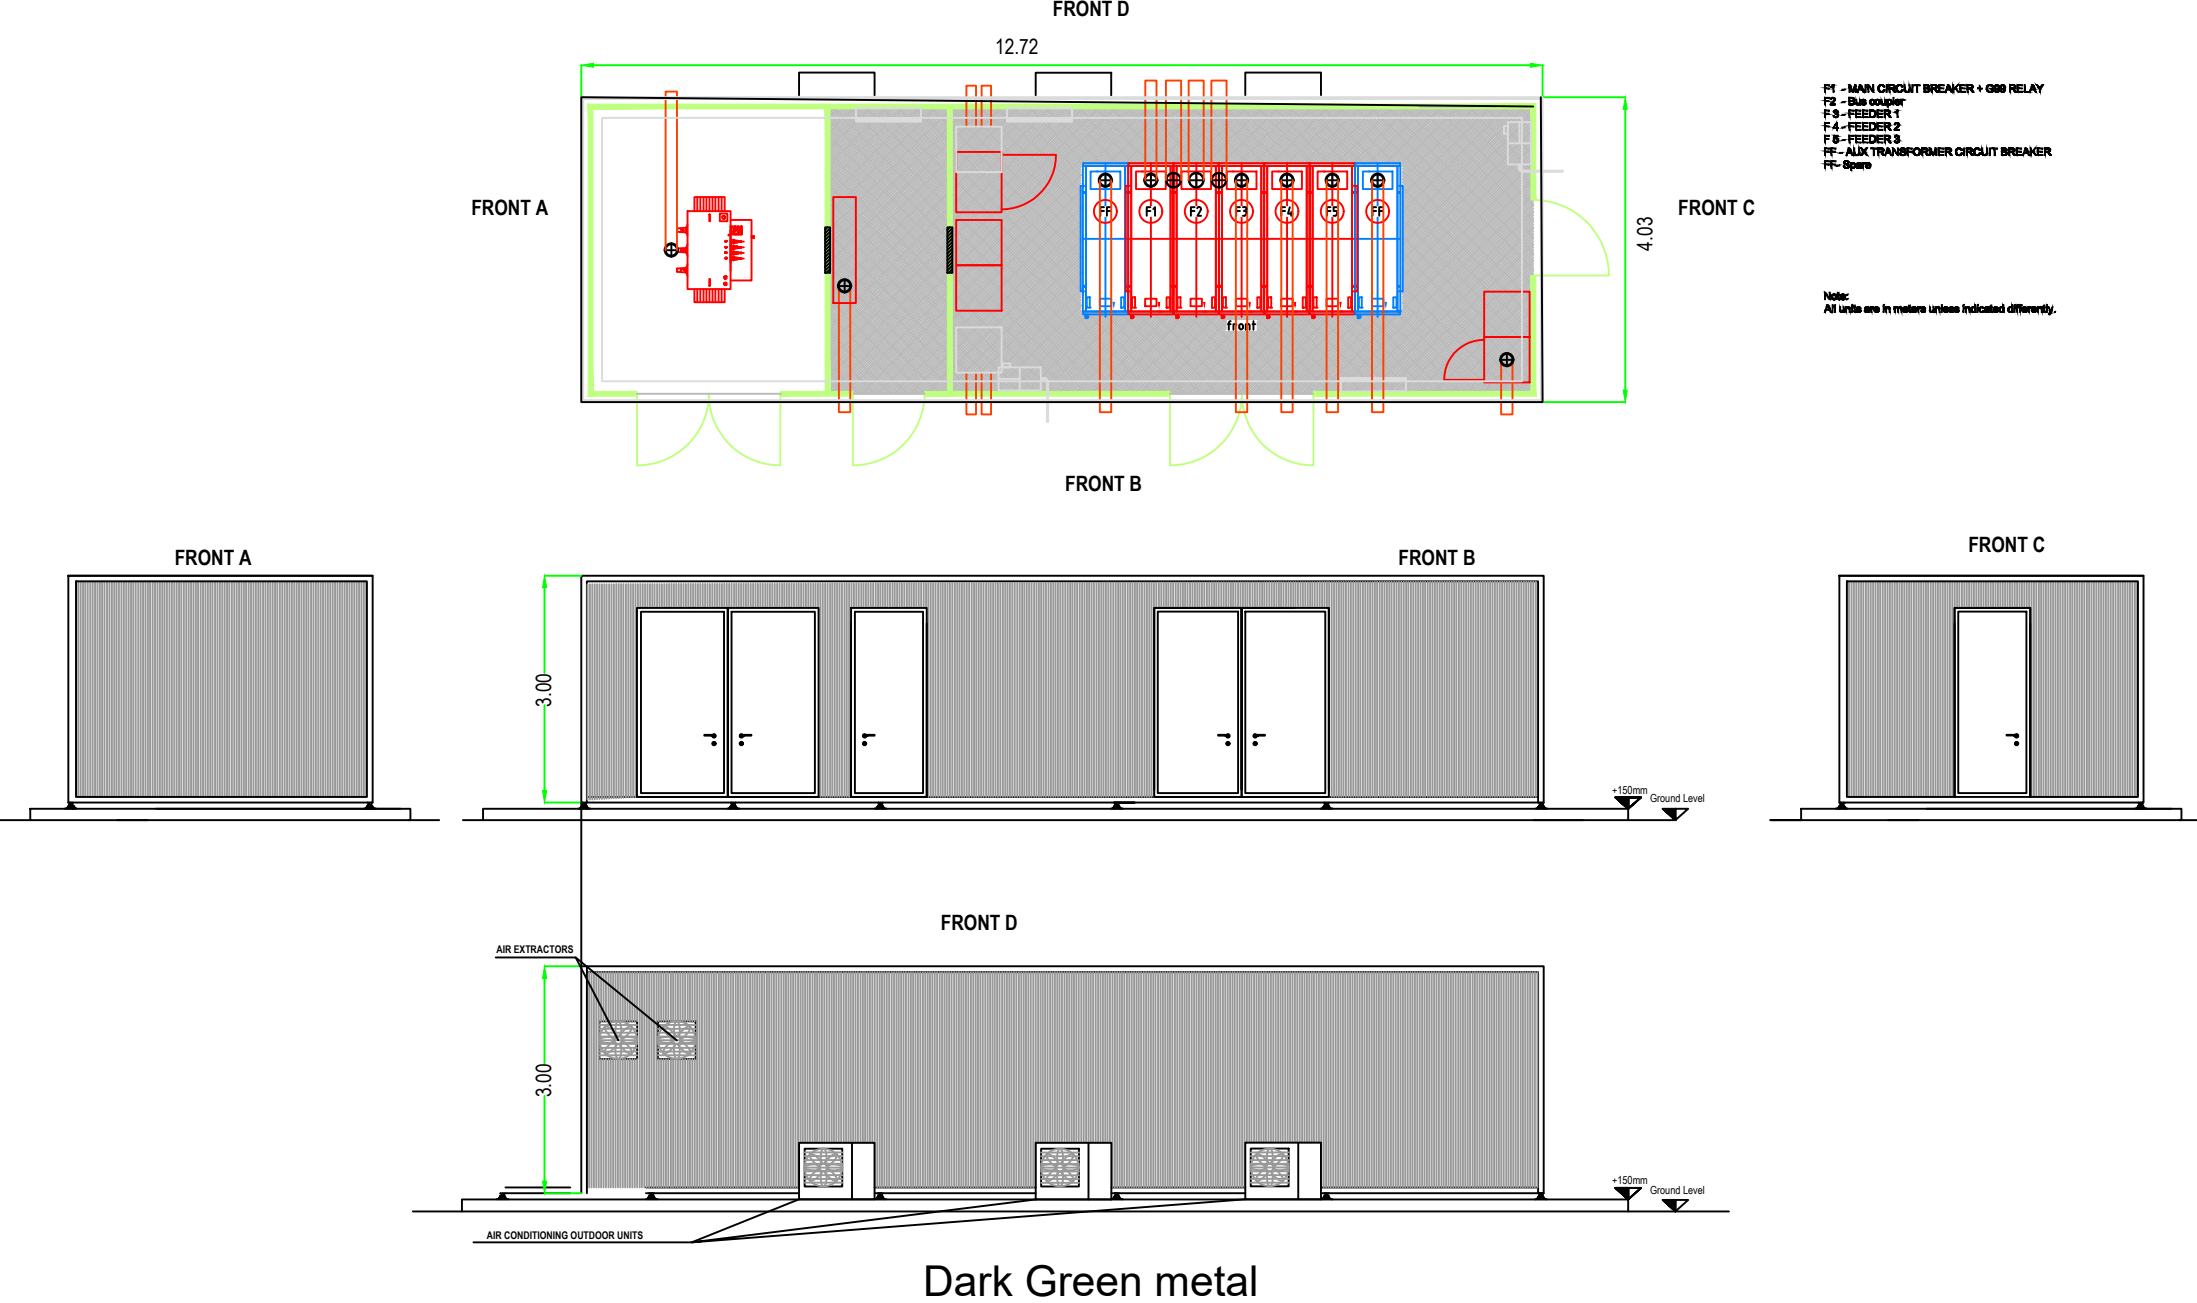 FRONT D
12.72
F1 - MAIN CIRCUIT BREAKER + G99 RELAY
F2 - Bus coupler
F 3 - FEEDER 1
F 4 - FEEDER 2
F 5 - FEEDER 3
FF - AUX TRANSFORMER CIRCUIT BREAKER
FF- Spare
FRONT A
FF F1 F2 F3 F4 F5 FF
4.03
FRONT C
Note:
All units are in meters unless indicated differently.
front
FRONT B
FRONT A
FRONT B
FRONT C
3.00
+150mm
Ground Level
FRONT D
AIR EXTRACTORS
3.00
+150mm
Ground Level
AIR CONDITIONING OUTDOOR UNITS
Dark Green metal